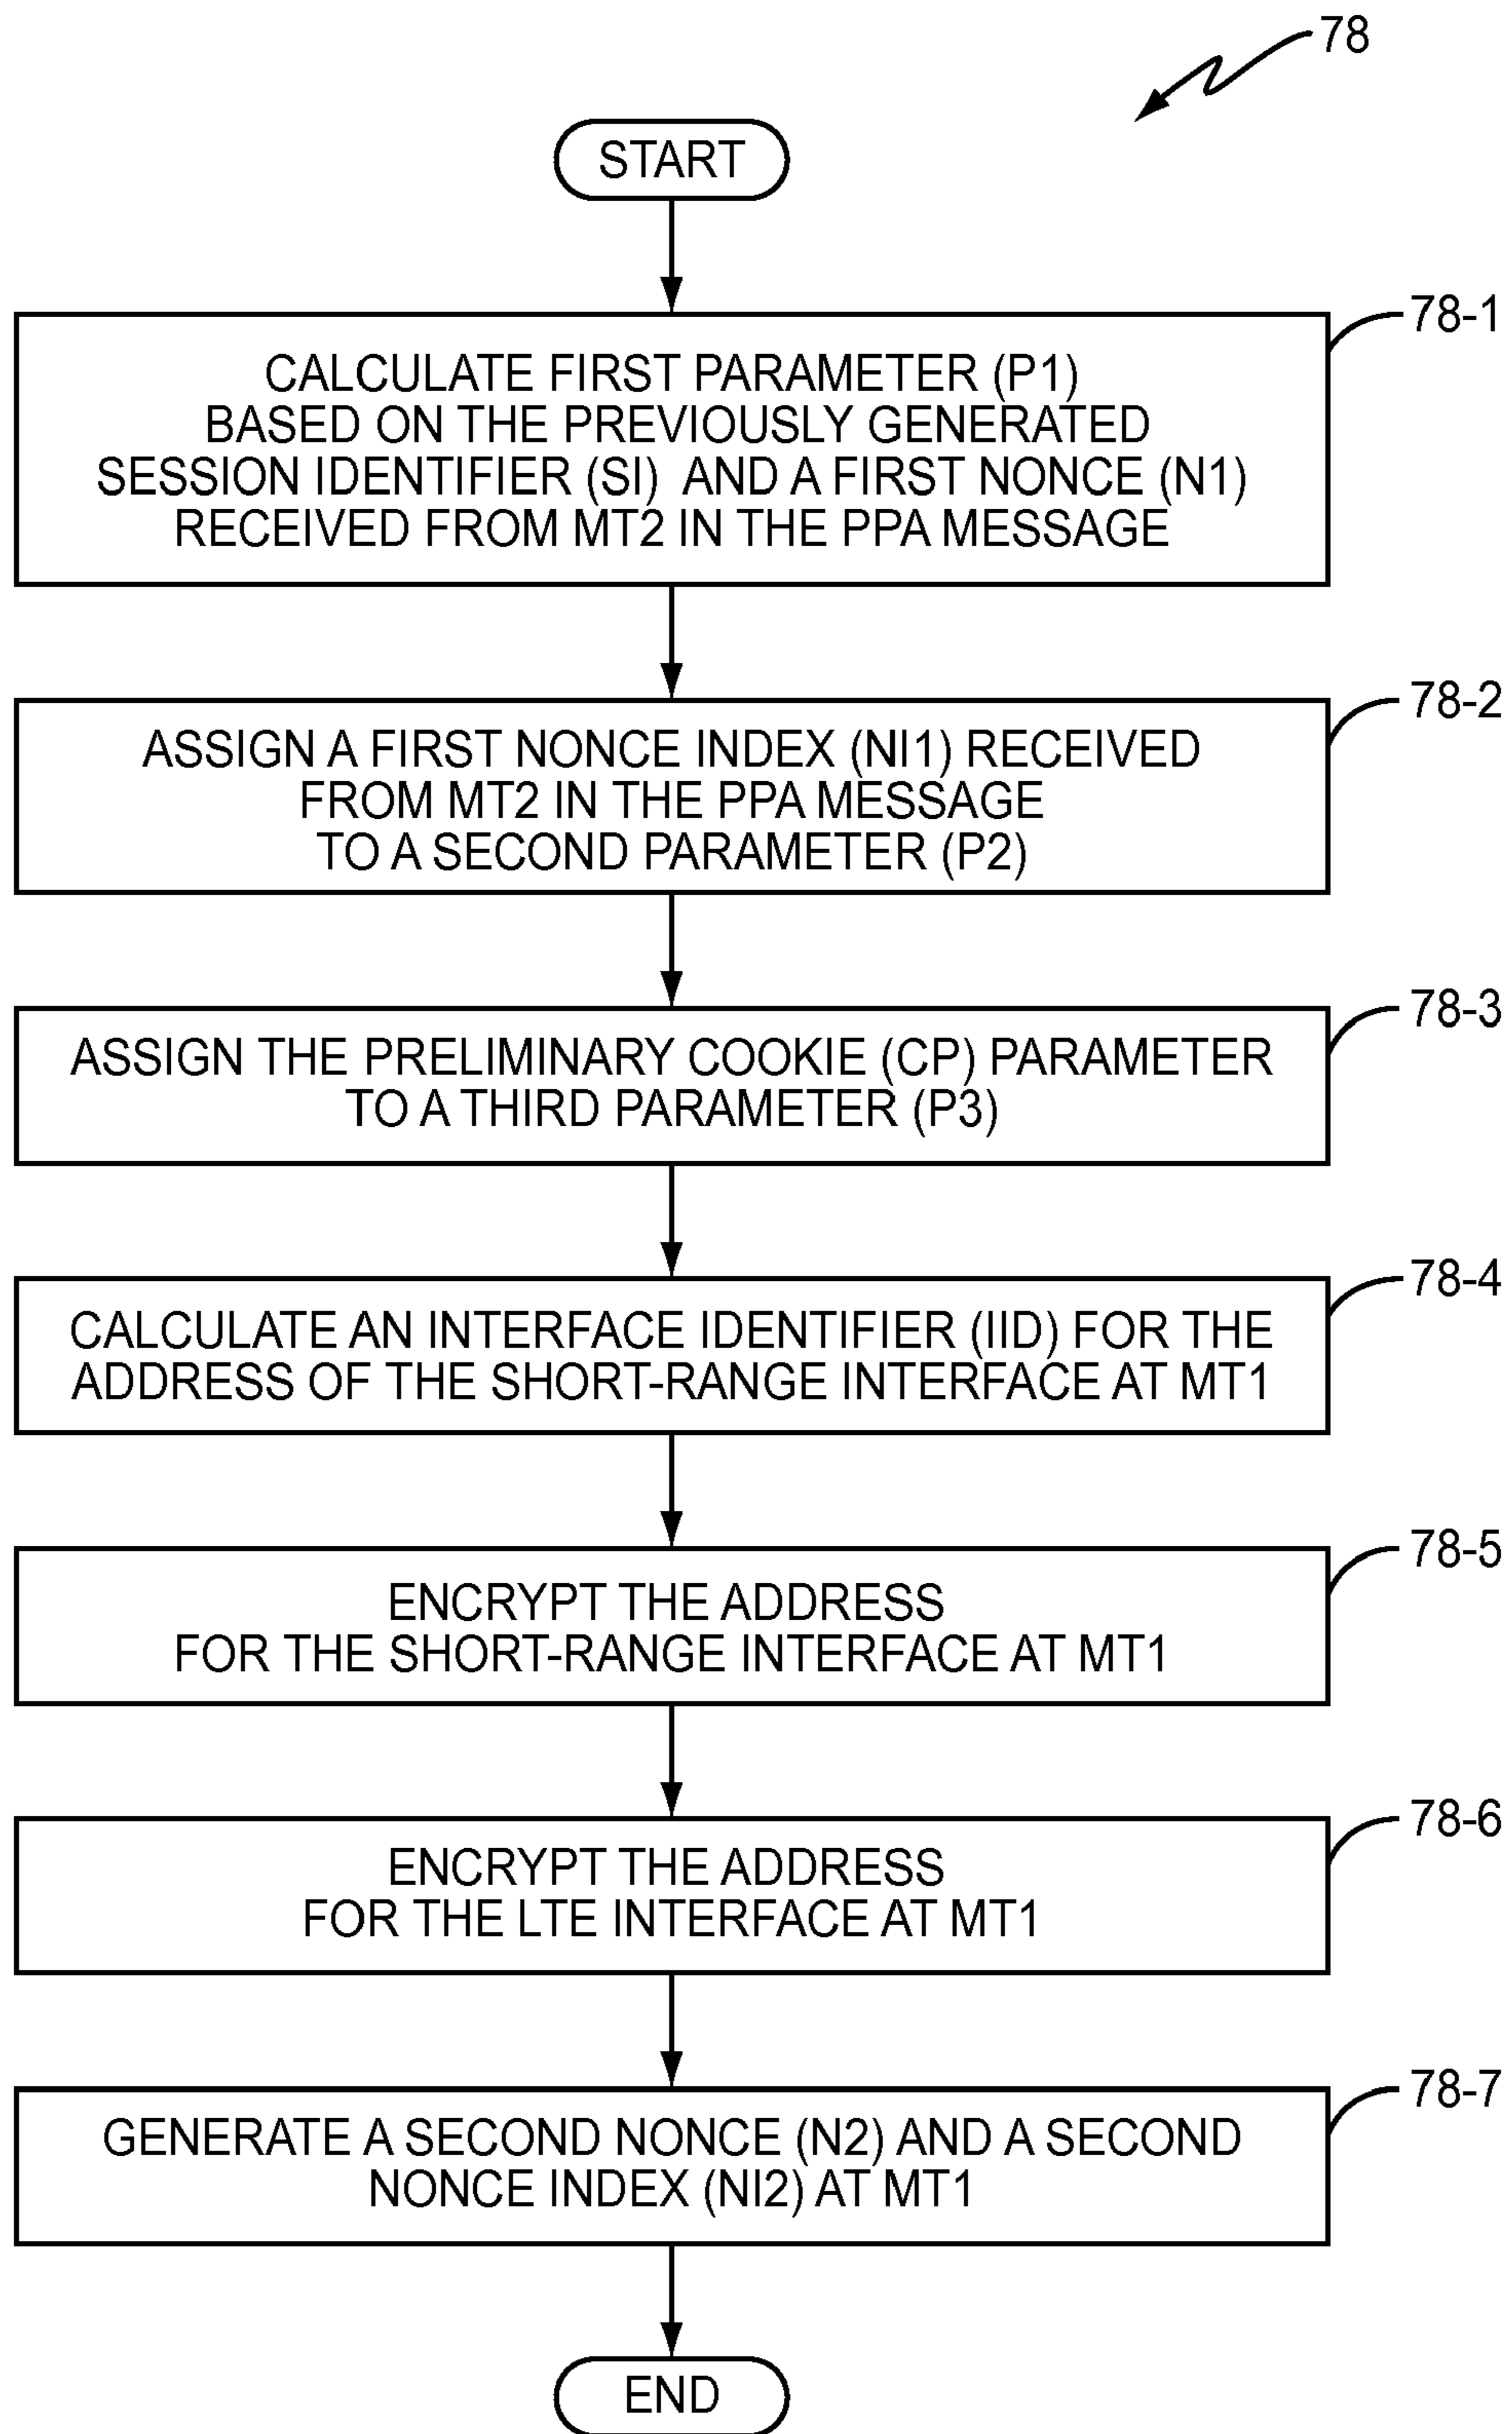 78
START
78-1
CALCULATE FIRST PARAMETER (P1)
BASED ON THE PREVIOUSLY GENERATED
SESSION IDENTIFIER (SI) AND A FIRST NONCE (N1)
RECEIVED FROM MT2 IN THE PPA MESSAGE
78-2
ASSIGN A FIRST NONCE INDEX (NI1) RECEIVED
FROM MT2 IN THE PPA MESSAGE
TO A SECOND PARAMETER (P2)
78-3
ASSIGN THE PRELIMINARY COOKIE (CP) PARAMETER
TO A THIRD PARAMETER (P3)
78-4
CALCULATE AN INTERFACE IDENTIFIER (IID) FOR THE
ADDRESS OF THE SHORT-RANGE INTERFACE AT MT1
78-5
ENCRYPT THE ADDRESS
FOR THE SHORT-RANGE INTERFACE AT MT1
78-6
ENCRYPT THE ADDRESS
FOR THE LTE INTERFACE AT MT1
78-7
GENERATE A SECOND NONCE (N2) AND A SECOND
NONCE INDEX (NI2) AT MT1
END